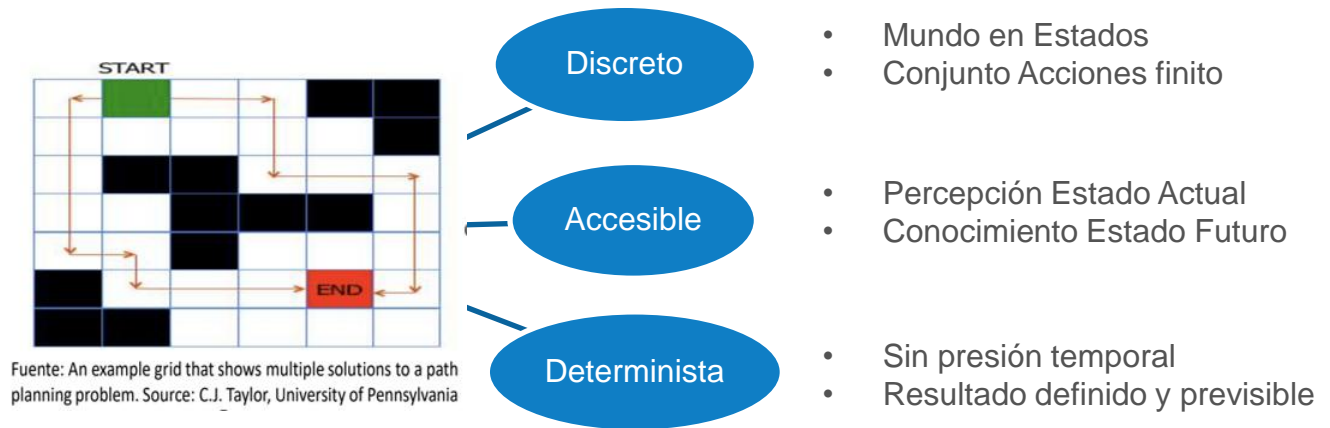 START
END
Fuente: An example grid that shows multiple solutions to a path
planning problem. Source: C.J. Taylor, University of Pennsylvania
Discreto
• Mundo en Estados
• Conjunto Acciones finito
Accesible
• Percepción Estado Actual
• Conocimiento Estado Futuro
Determinista
• Sin presión temporal
• Resultado definido y previsible